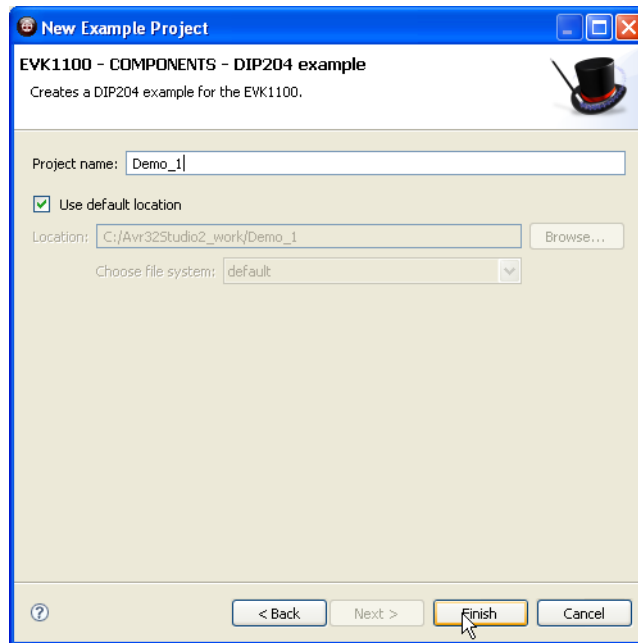 New Example Project
EVK1100 - COMPONENTS - DIP204 example
Creates a DIP204 example for the EVK1100.
Project name: Demo_1
Use default location
Location: C:/Avr32Studio2_work/Demo_1 Browse...
Choose file system: default
? < Back Next > Finish Cancel